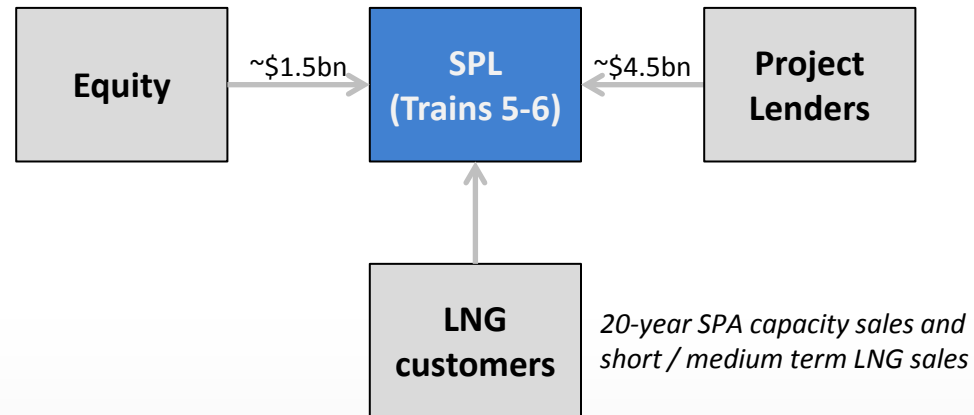 Equity
~$1.5bn
SPL
(Trains 5-6)
~$4.5bn
Project
Lenders
LNG
customers
20-year SPA capacity sales and
short / medium term LNG sales